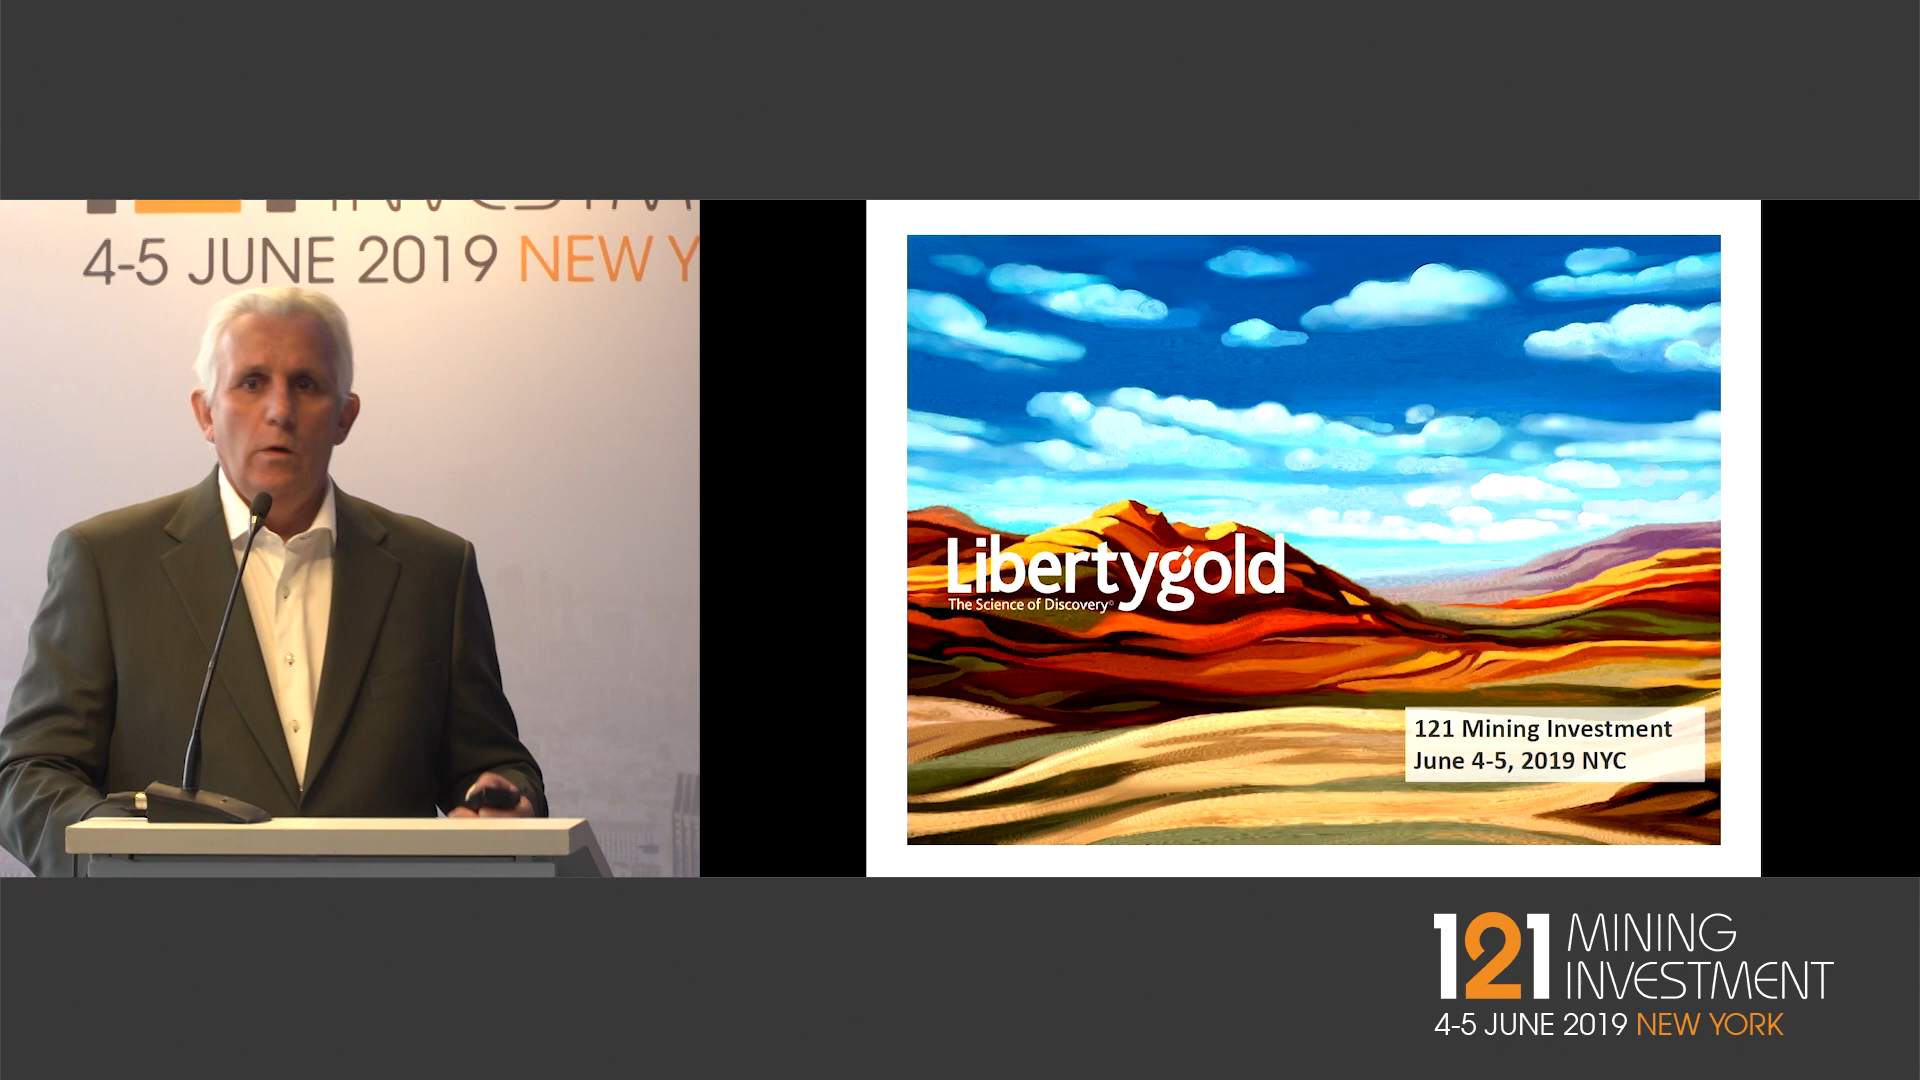 4-5 JUNE 2019 NEW Y
Libertygold
The Science of Discovery©
121 Mining Investment
June 4-5, 2019 NYC
121 MINING
INVESTMENT
4-5 JUNE 2019 NEW YORK